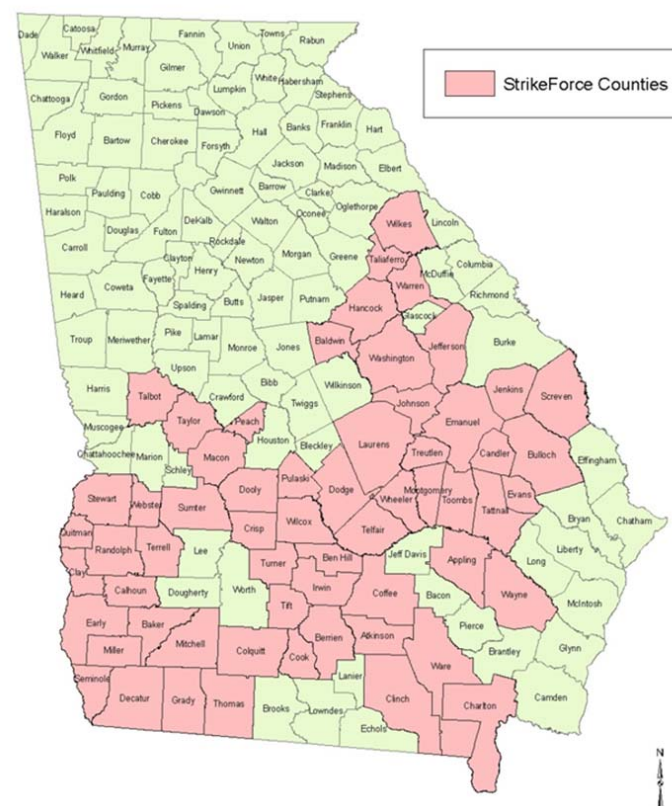 Dade
Catoosa
Fannin
Towns
Rabun
Walker
Whitfield
Murray
Union
Gilmer
White
Habersham
StrikeForce Counties
Chattooga
Gordon
Pickens
Lumpkin
Stephens
Dawson
Floyd
Bartow
Cherokee
Forsyth
Hall
Banks
Franklin
Hart
Jackson
Madison
Elbert
Polk
Paulding
Cobb
Gwinnett
Barrow
Clarke
Haralson
Oconee
Oglethorpe
Douglas
Fulton
DeKalb
Walton
Wilkes
Lincoln
Carroll
Rockdale
Clayton
Newton
Morgan
Greene
Taliaferro
Columbia
McDuffie
Heard
Coweta
Fayette
Henry
Warren
Spalding
Butts
Jasper
Putnam
Hancock
Richmond
Glascock
Troup
Meriwether
Pike
Lamar
Monroe
Jones
Baldwin
Jefferson
Burke
Washington
Upson
Harris
Talbot
Crawford
Bibb
Wilkinson
Jenkins
Screven
Twiggs
Johnson
Muscogee
Taylor
Peach
Emanuel
Houston
Laurens
Chattahoochee
Marion
Macon
Bleckley
Treutlen
Candler
Bulloch
Effingham
Schley
Stewart
Webster
Sumter
Dooly
Pulaski
Dodge
Wheeler
Montgomery
Toombs
Evans
Tattnall
Bryan
Chatham
Crisp
Wilcox
Telfair
Quitman
Randolph
Terrell
Lee
Turner
Ben Hill
Jeff Davis
Appling
Long
Liberty
Clay
Calhoun
Dougherty
Worth
Irwin
Coffee
Bacon
Wayne
McIntosh
Tift
Early
Baker
Mitchell
Colquitt
Berrien
Atkinson
Pierce
Miller
Cook
Ware
Brantley
Glynn
Seminole
Decatur
Grady
Thomas
Brooks
Lanier
Lowndes
Clinch
Charlton
Camden
Echols
N